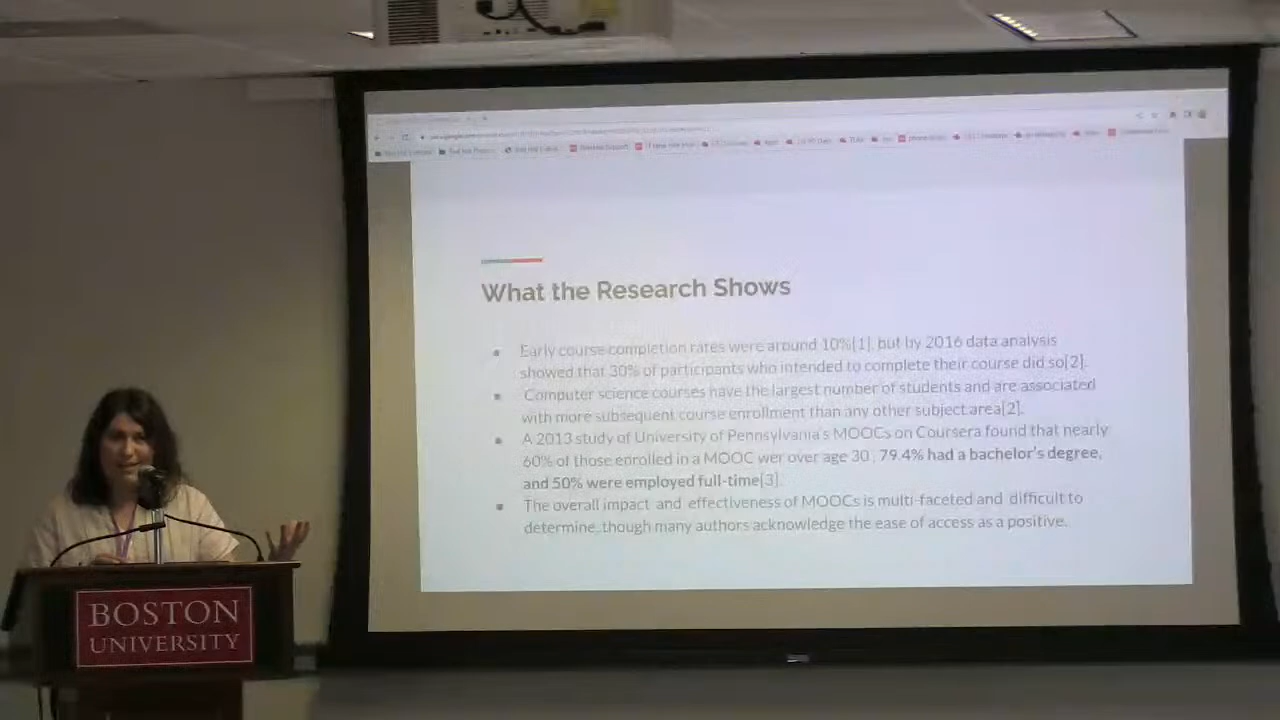 What the Research Shows
● Early course completion rates were around 10%[1], but by 2016 data analysis
showed that 30% of participants who intended to complete their course did so[2].
● Computer science courses have the largest number of students and are associated
with more subsequent course enrollment than any other subject area[2].
● A 2013 study of University of Pennsylvania's MOOCs on Coursera found that nearly
60% of those enrolled in a MOOC wer over age 30 , 79.4% had a bachelor's degree,
and 50% were employed full-time[3].
● The overall impact and effectiveness of MOOCs is multi-faceted and difficult to
determine, though many authors acknowledge the ease of access as a positive.
BOSTON
UNIVERSITY